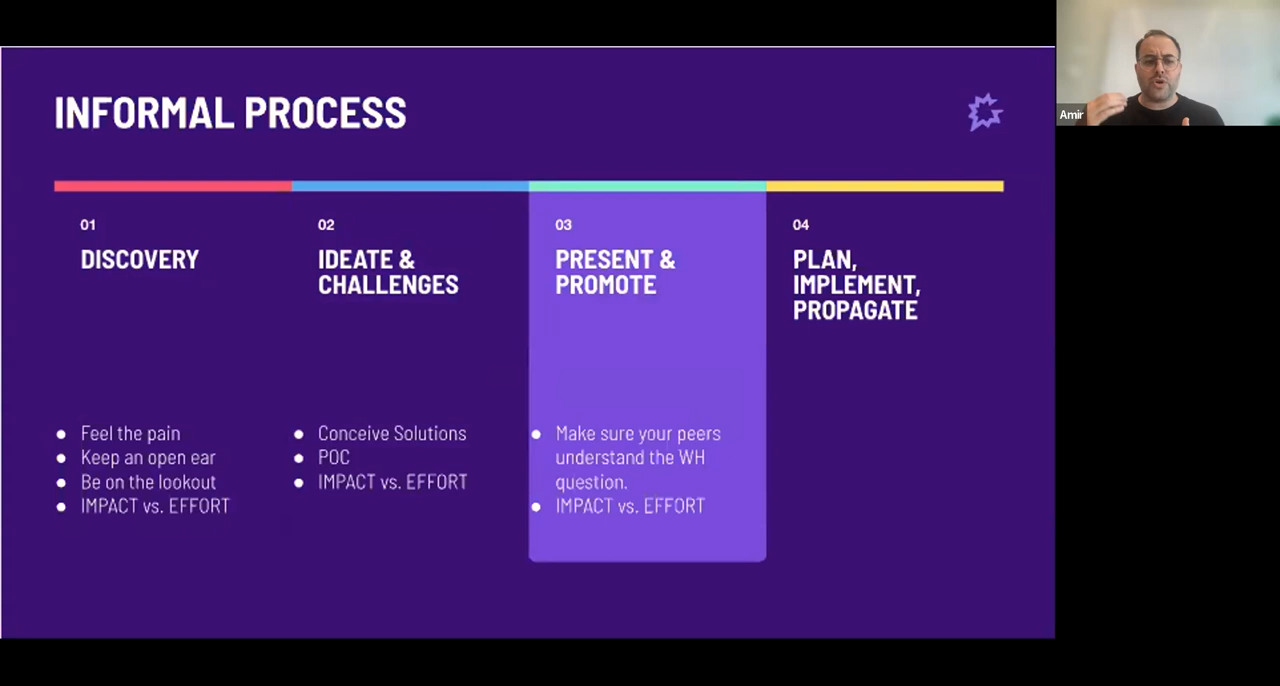 INFORMAL PROCESS
Amir
01
DISCOVERY
● Feel the pain
● Keep an open ear
● Be on the lookout
● IMPACT vs. EFFORT
02
IDEATE &
CHALLENGES
● Conceive Solutions
● POC
● IMPACT vs. EFFORT
03
PRESENT &
PROMOTE
● Make sure your peers
understand the WH
question.
● IMPACT vs. EFFORT
04
PLAN,
IMPLEMENT,
PROPAGATE